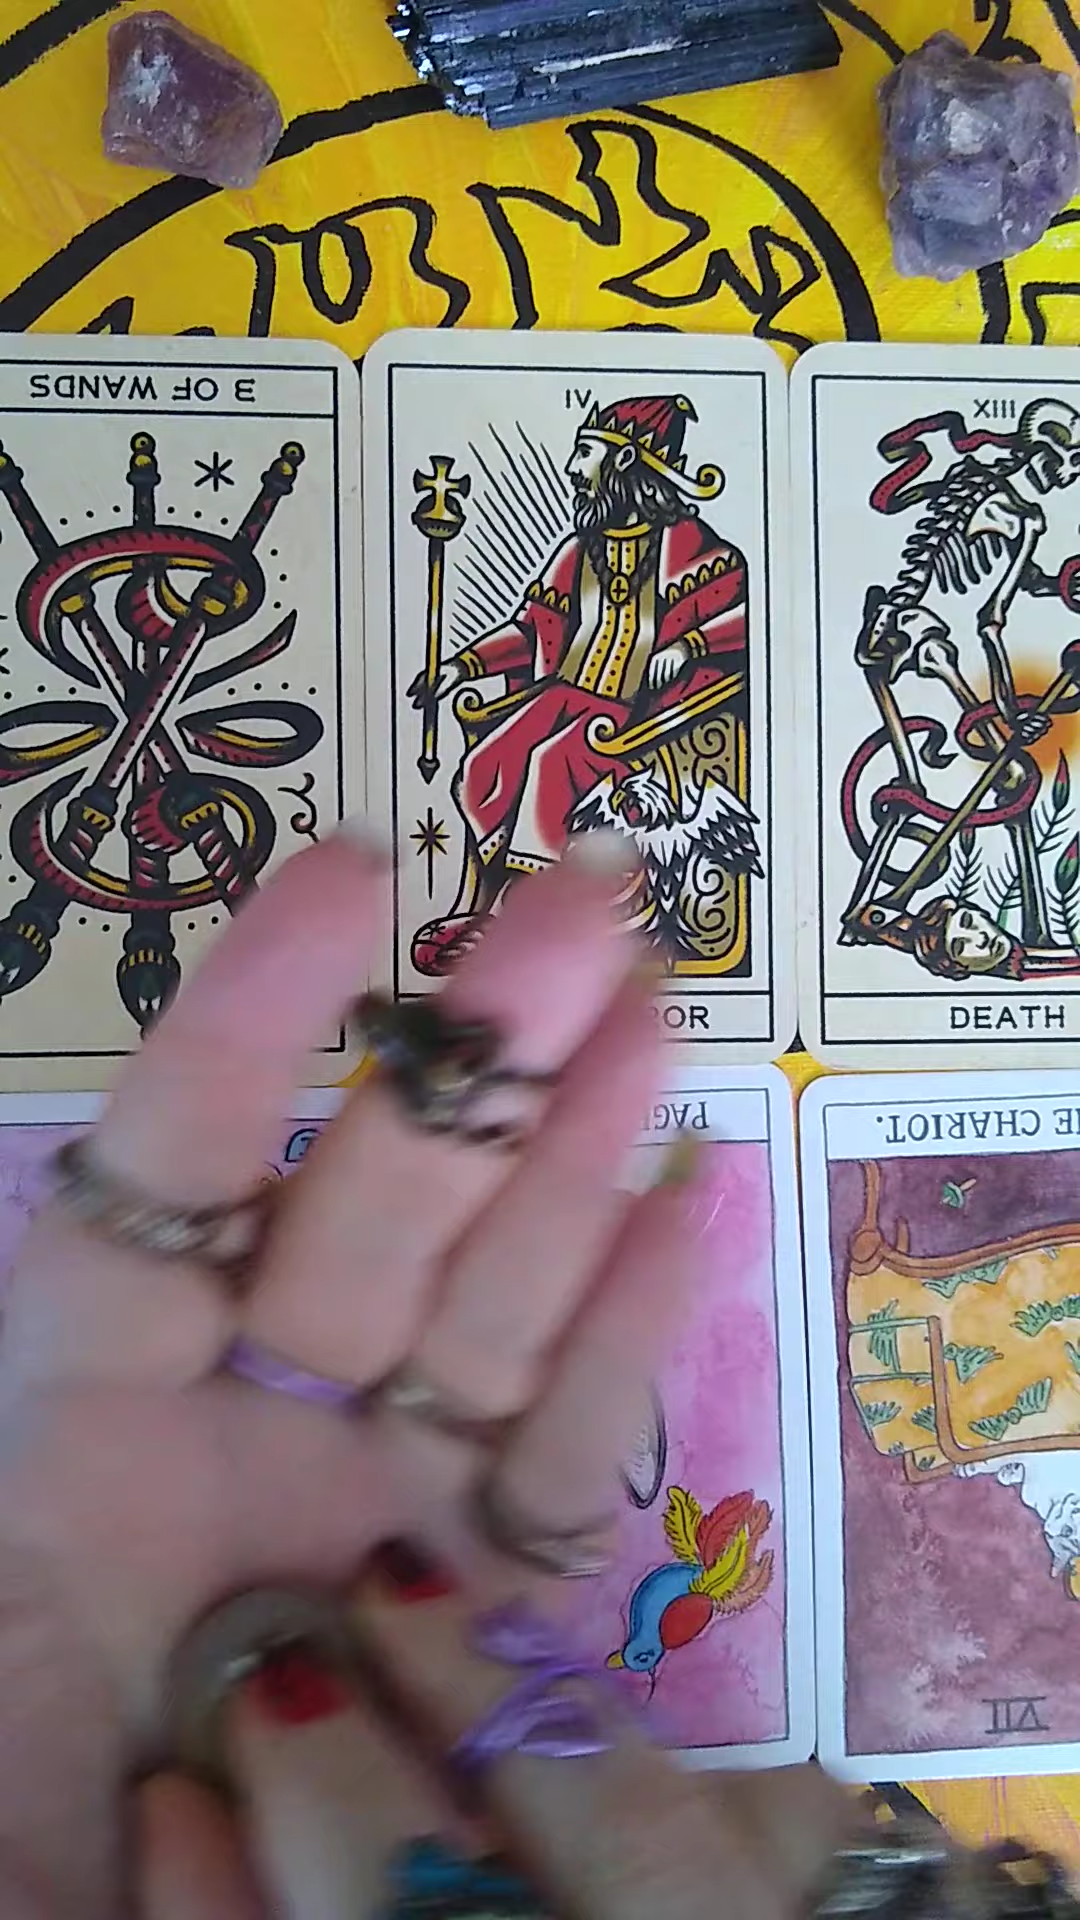 3 OF WANDS
IV
XIII
OR
DEATH
PAG
E CHARIOT.
VII